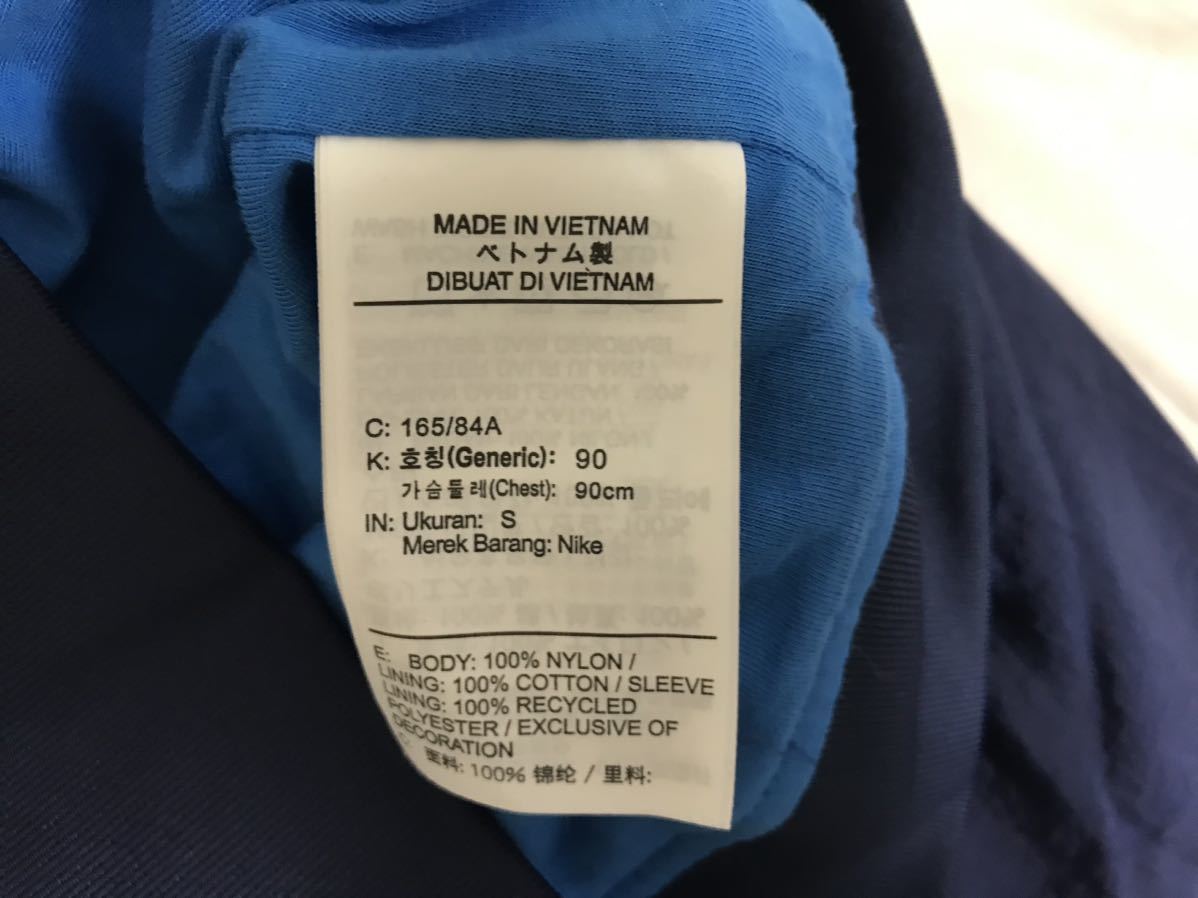 MADE IN VIETNAM
ベトナム製
DIBUAT DI VIETNAM
C: 165/84A
K: 호칭(Generic): 90
가슴둘레(Chest): 90cm
IN: Ukuran: S
Merek Barang: Nike
E: BODY: 100% NYLON /
LINING: 100% COTTON / SLEEVE
LINING: 100% RECYCLED
POLYESTER / EXCLUSIVE OF
DECORATION
面料: 100% 锦纶 / 里料: